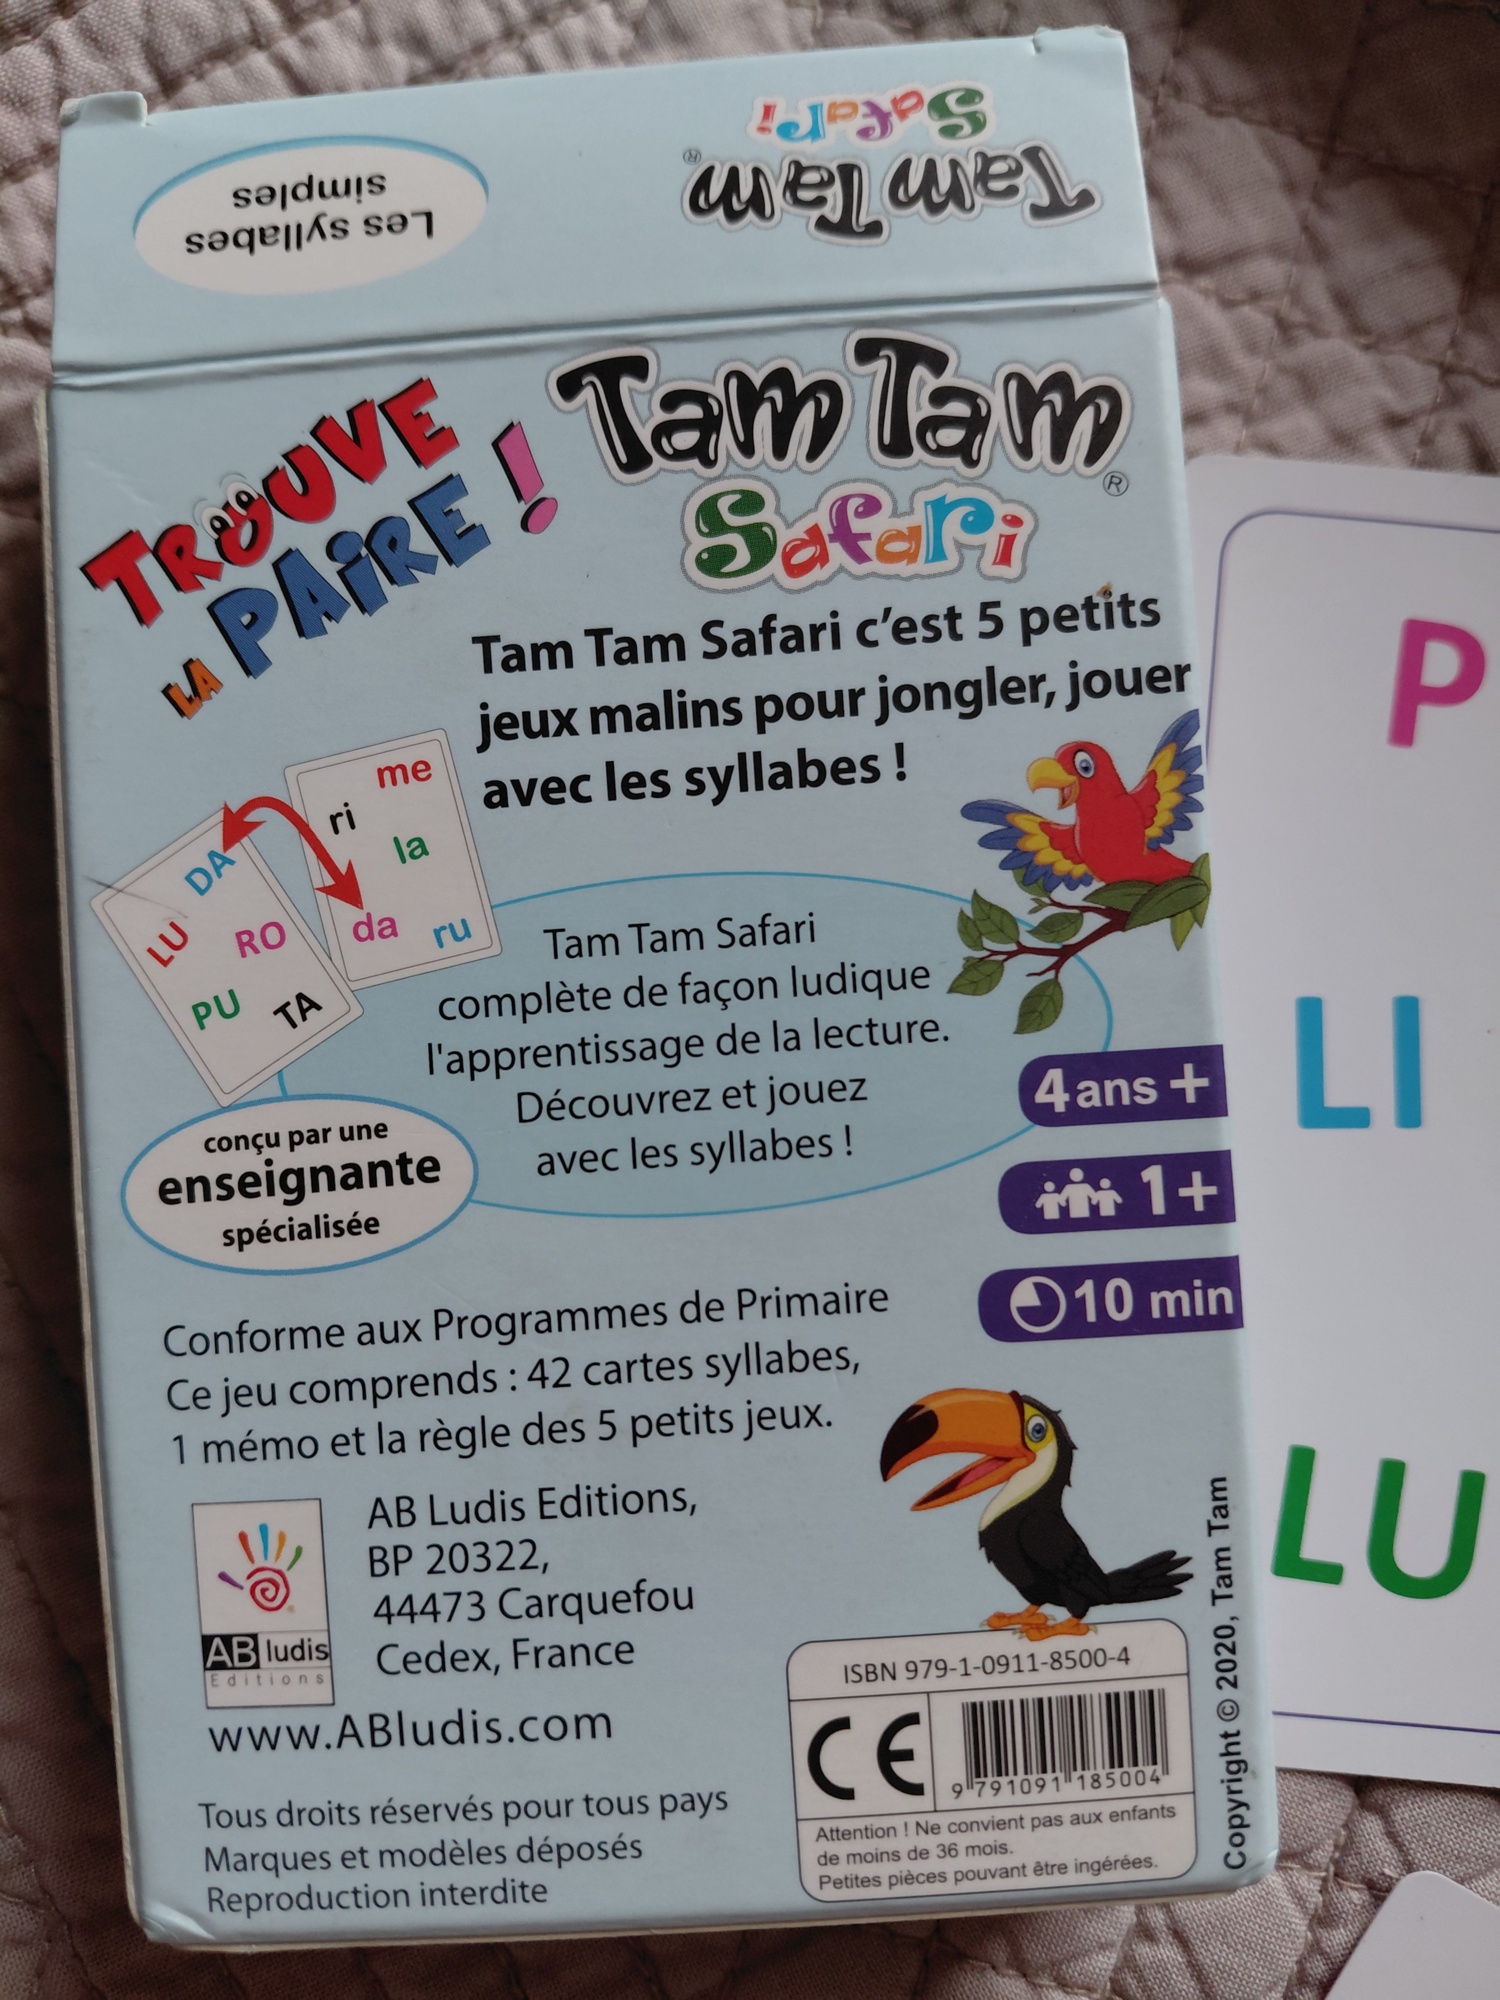 Les syllabes
simples
Tam Tam®
Safari
TROUVE
LA PAIRE !
Tam Tam®
Safari
Tam Tam Safari c'est 5 petits
jeux malins pour jongler, jouer
avec les syllabes !
me
ri
la
da
ru
DA
LU
RO
PU
TA
Tam Tam Safari
complète de façon ludique
l'apprentissage de la lecture.
Découvrez et jouez
avec les syllabes !
conçu par une
enseignante
spécialisée
4 ans +
1+
10 min
Conforme aux Programmes de Primaire
Ce jeu comprends : 42 cartes syllabes,
1 mémo et la règle des 5 petits jeux.
AB ludis
Editions
AB Ludis Editions,
BP 20322,
44473 Carquefou
Cedex, France
www.ABludis.com
Tous droits réservés pour tous pays
Marques et modèles déposés
Reproduction interdite
ISBN 979-1-0911-8500-4
CE
9 791091 185004
Attention ! Ne convient pas aux enfants
de moins de 36 mois.
Petites pièces pouvant être ingérées.
Copyright © 2020, Tam Tam
P
LI
LU